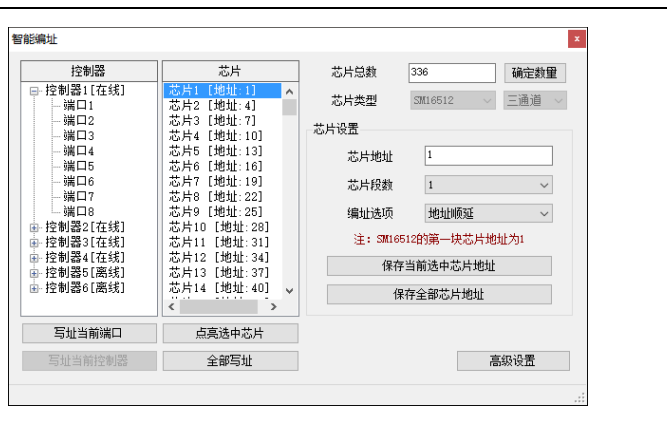 智能编址
控制器
控制器1[在线]
端口1
端口2
端口3
端口4
端口5
端口6
端口7
端口8
控制器2[在线]
控制器3[在线]
控制器4[在线]
控制器5[离线]
控制器6[离线]
芯片
芯片1 [地址:1]
芯片2 [地址:4]
芯片3 [地址:7]
芯片4 [地址:10]
芯片5 [地址:13]
芯片6 [地址:16]
芯片7 [地址:19]
芯片8 [地址:22]
芯片9 [地址:25]
芯片10 [地址:28]
芯片11 [地址:31]
芯片12 [地址:34]
芯片13 [地址:37]
芯片14 [地址:40]
芯片总数 336 确定数量
芯片类型 SM16512 三通道
芯片设置
芯片地址 1
芯片段数 1
编址选项 地址顺延
注: SM16512的第一块芯片地址为1
保存当前选中芯片地址
保存全部芯片地址
写址当前端口 点亮选中芯片
写址当前控制器 全部写址 高级设置